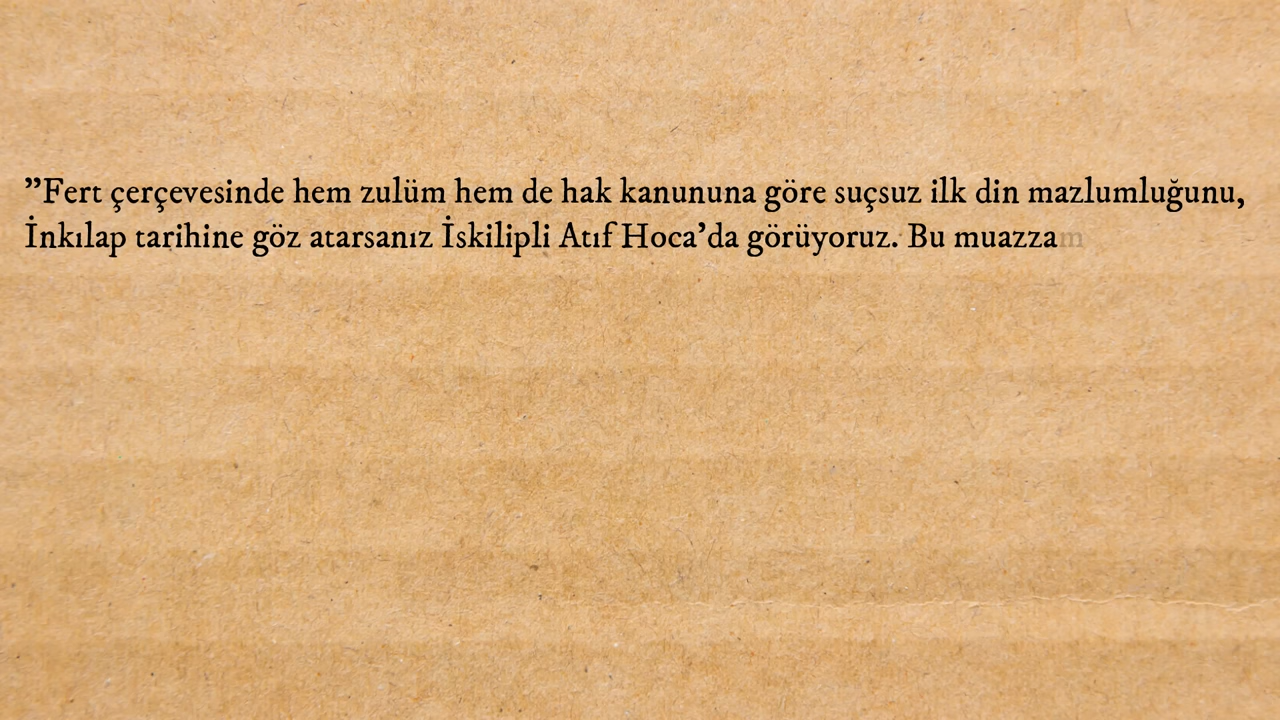 ”Fert çerçevesinde hem zulüm hem de hak kanununa göre suçsuz ilk din mazlumluğunu,
İnkılap tarihine göz atarsanız İskilipli Atıf Hoca’da görüyoruz. Bu muazzam